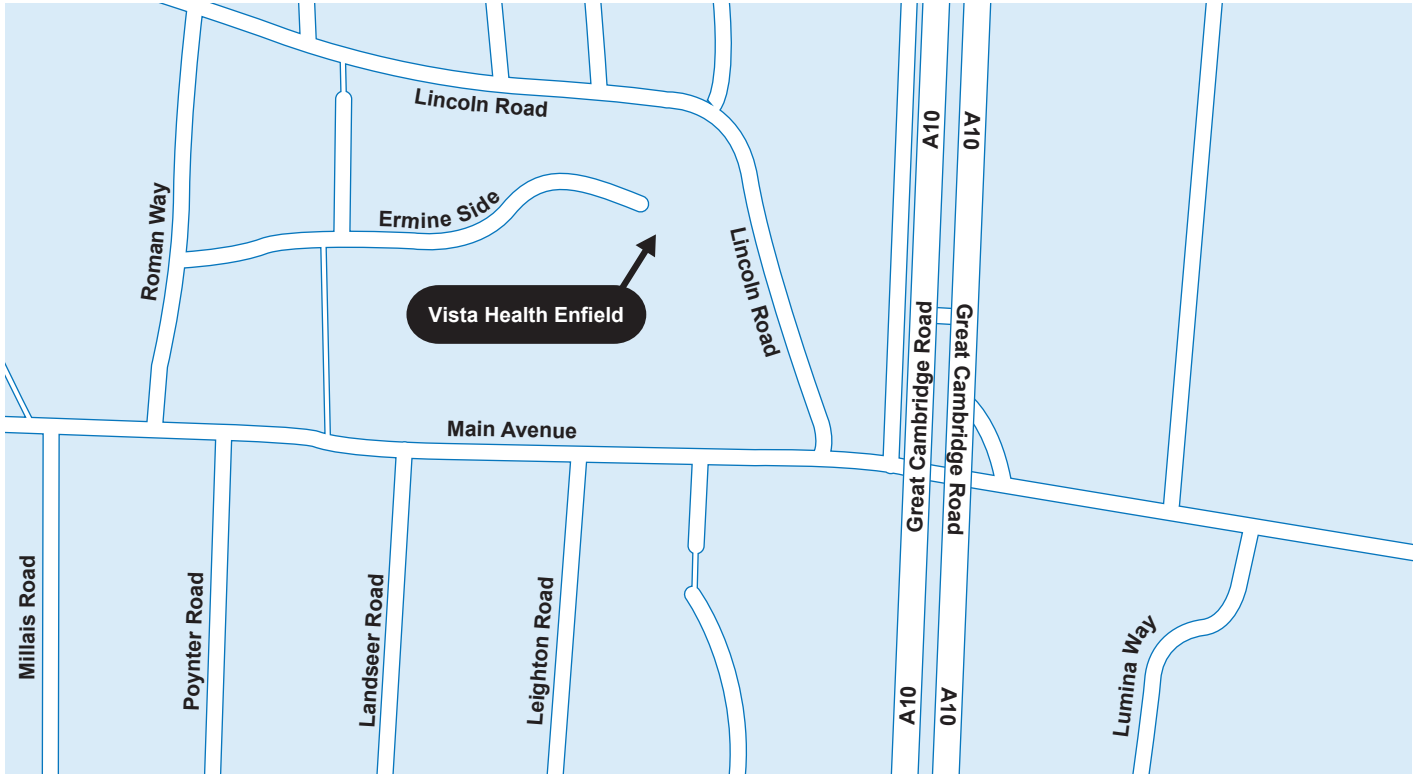 Lincoln Road
A10
A10
Roman Way
Ermine Side
Lincoln Road
Vista Health Enfield
Great Cambridge Road
Great Cambridge Road
Main Avenue
Millais Road
Poynter Road
Landseer Road
Leighton Road
Lumina Way
A10
A10